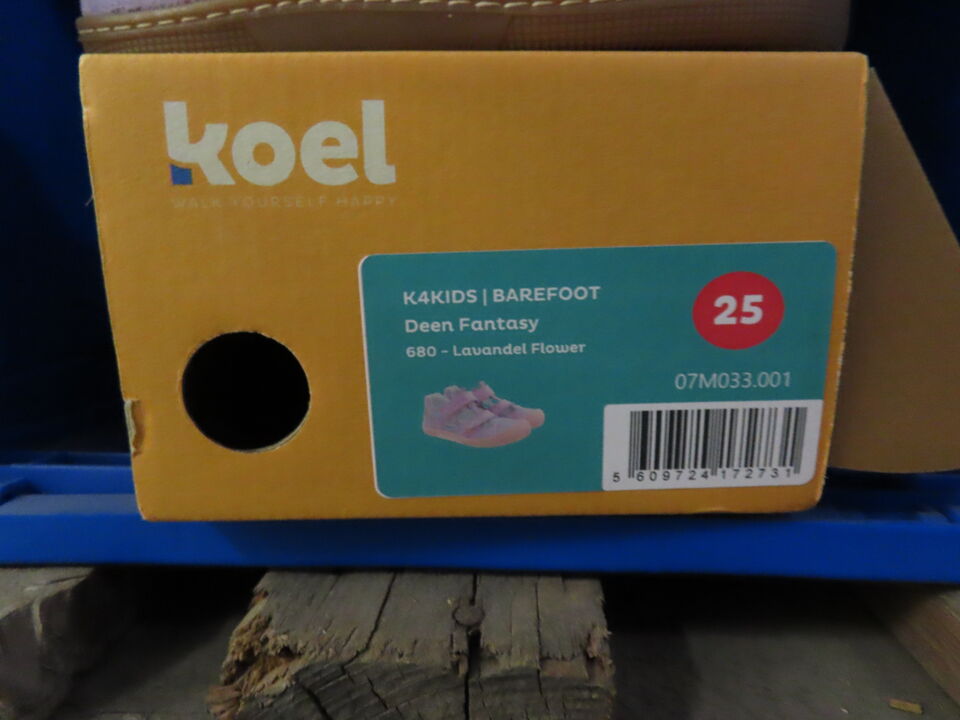 koel
WALK YOURSELF HAPPY
K4KIDS | BAREFOOT
Deen Fantasy
680 - Lavandel Flower
25
07M033.001
5 609724 172731